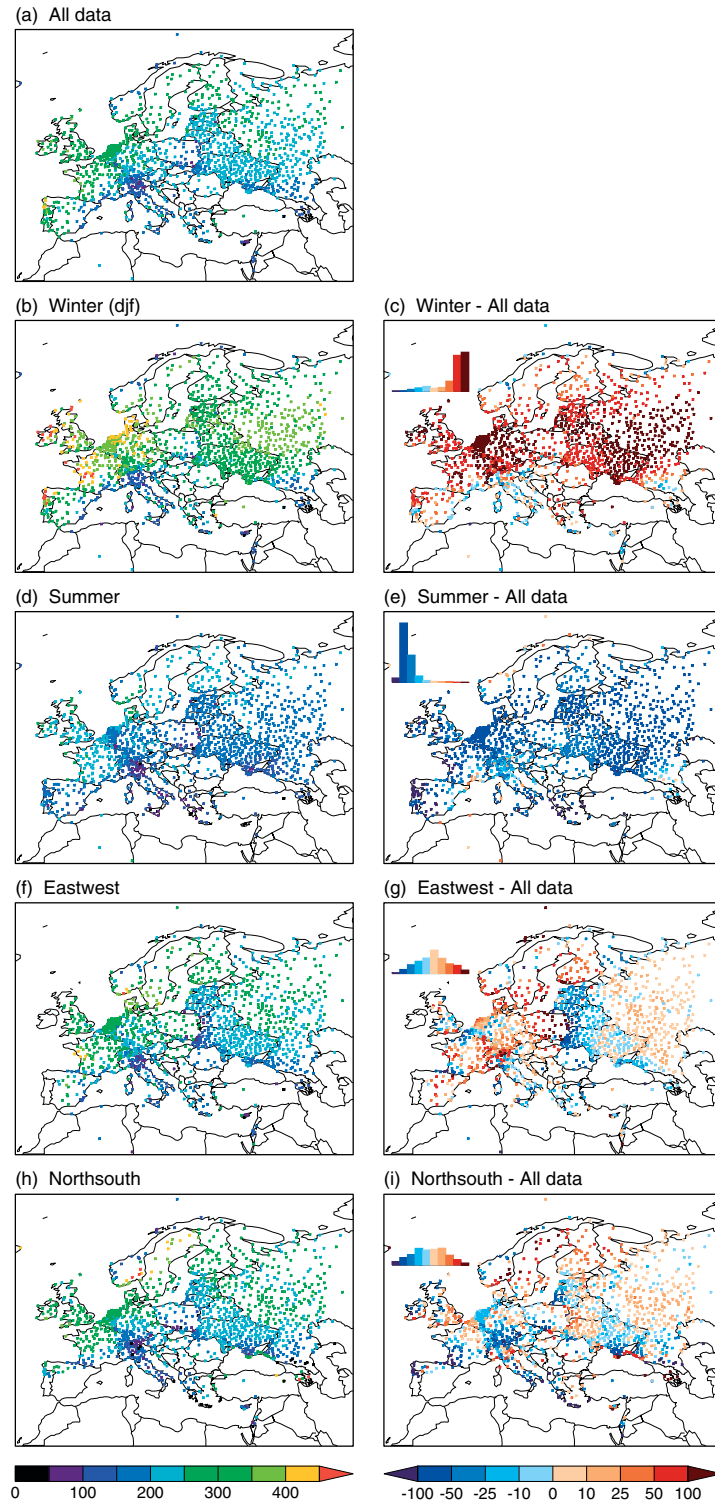 (a) All data
(b) Winter (djf)
(c) Winter - All data
(d) Summer
(e) Summer - All data
(f) Eastwest
(g) Eastwest - All data
(h) Northsouth
(i) Northsouth - All data
0 100 200 300 400
-100 -50 -25 -10 0 10 25 50 100